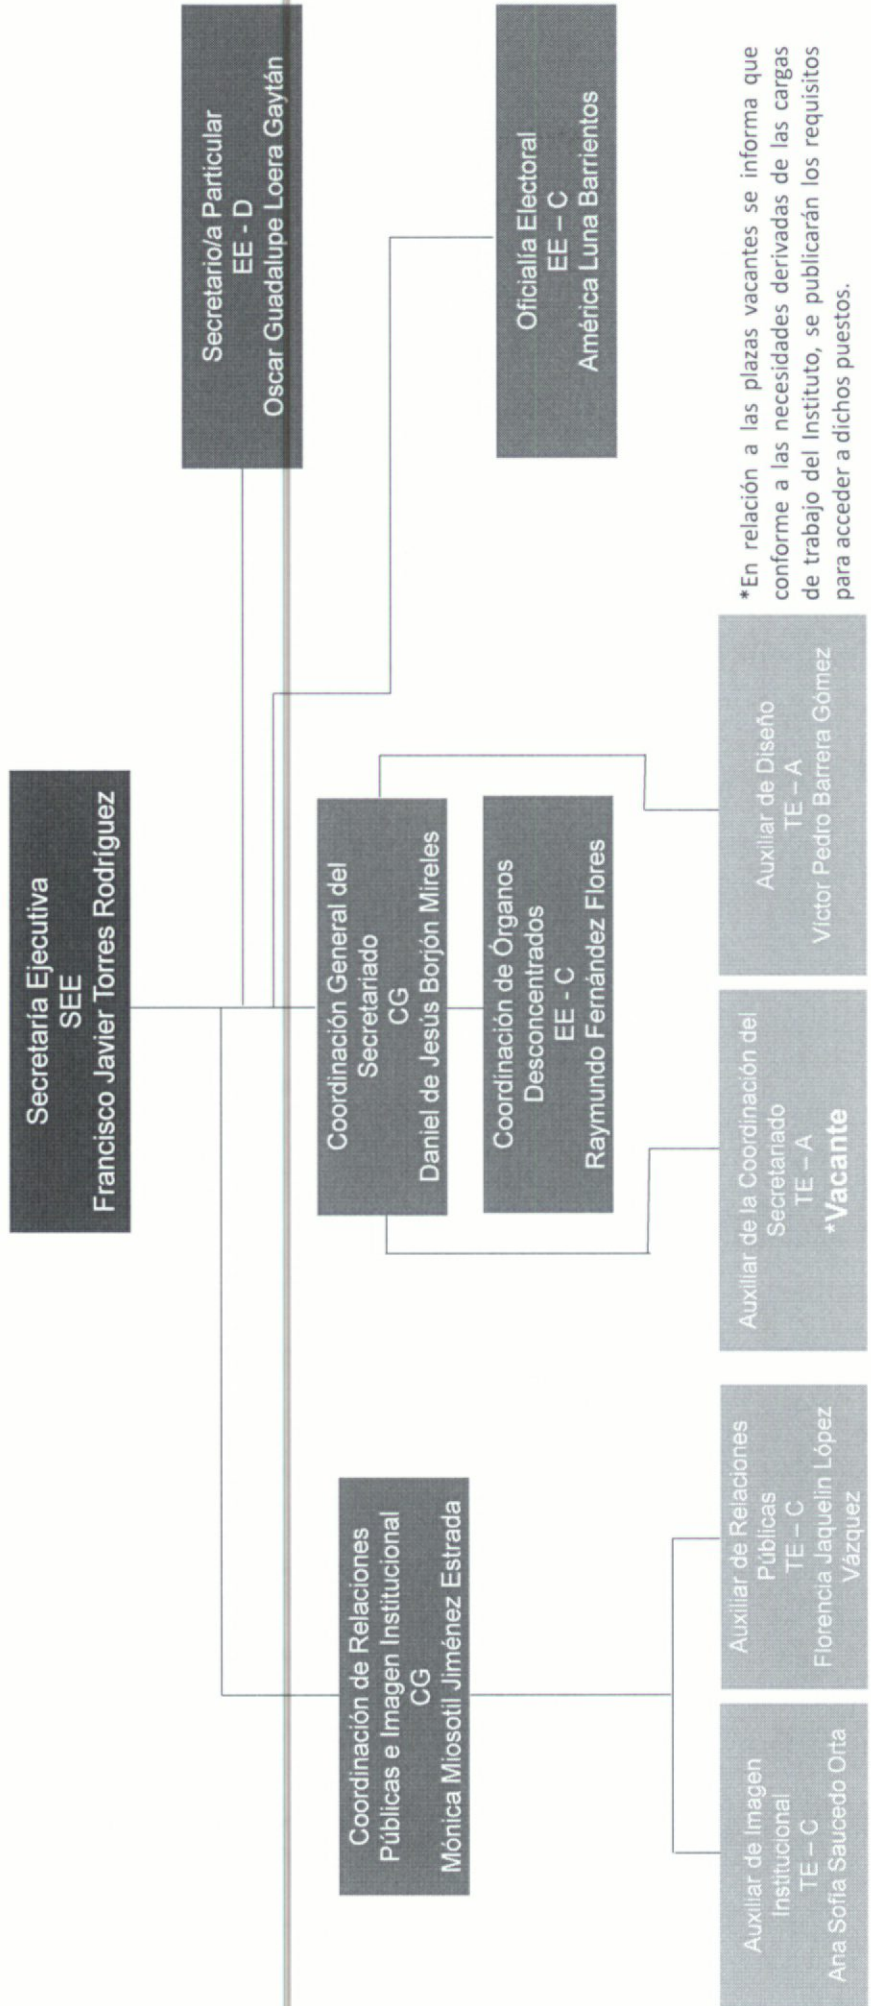 Secretaría Ejecutiva
SEE
Francisco Javier Torres Rodríguez
Secretario/a Particular
EE - D
Oscar Guadalupe Loera Gaytán
Coordinación de Relaciones
Públicas e Imagen Institucional
CG
Mónica Miosotil Jiménez Estrada
Coordinación General del
Secretariado
CG
Daniel de Jesús Borjón Mireles
Coordinación de Órganos
Desconcentrados
EE - C
Raymundo Fernández Flores
Oficialía Electoral
EE – C
América Luna Barrientos
Auxiliar de Imagen
Institucional
TE – C
Ana Sofía Saucedo Orta
Auxiliar de Relaciones
Públicas
TE – C
Florencia Jaquelin López
Vázquez
Auxiliar de la Coordinación del
Secretariado
TE – A
*Vacante
Auxiliar de Diseño
TE – A
Víctor Pedro Barrera Gómez
*En relación a las plazas vacantes se informa que
conforme a las necesidades derivadas de las cargas
de trabajo del Instituto, se publicarán los requisitos
para acceder a dichos puestos.